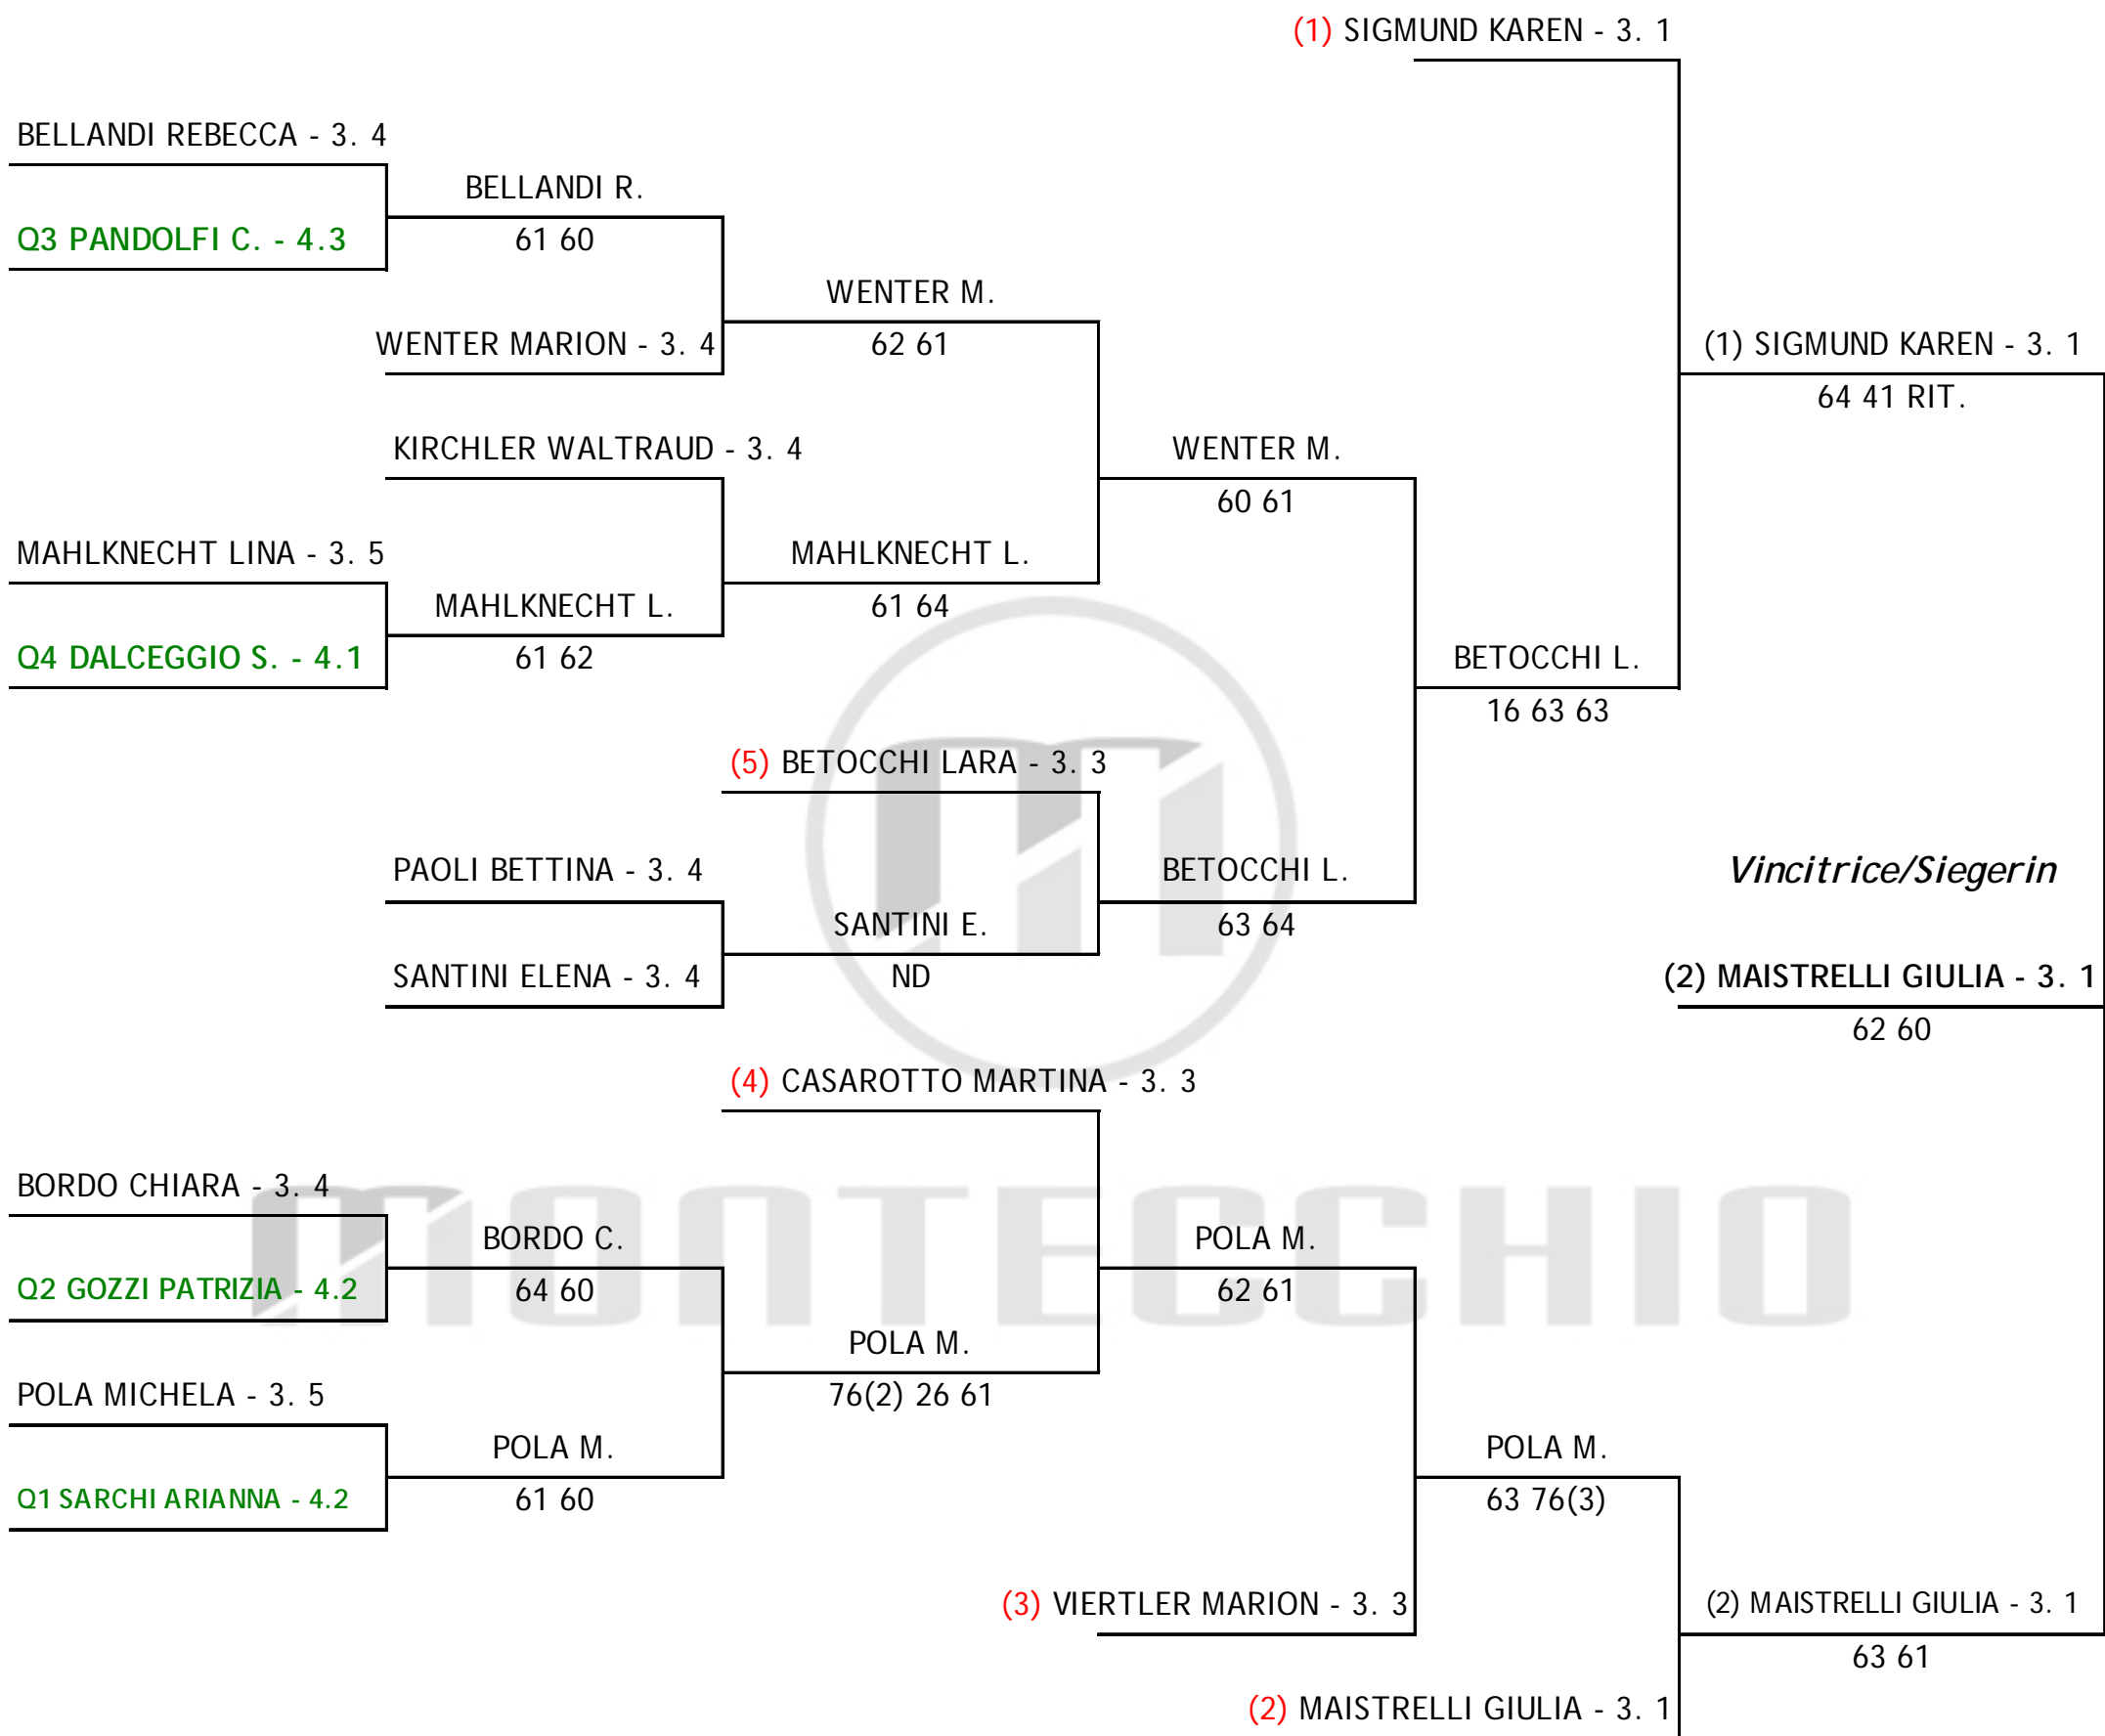 (1) SIGMUND KAREN - 3. 1
BELLANDI REBECCA - 3. 4
BELLANDI R.
Q3 PANDOLFI C. - 4.3
61 60
WENTER M.
WENTER MARION - 3. 4
62 61
(1) SIGMUND KAREN - 3. 1
64 41 RIT.
KIRCHLER WALTRAUD - 3. 4
WENTER M.
60 61
MAHLKNECHT LINA - 3. 5
MAHLKNECHT L.
MAHLKNECHT L.
61 64
Q4 DALCEGGIO S. - 4.1
61 62
BETOCCHI L.
16 63 63
(5) BETOCCHI LARA - 3. 3
PAOLI BETTINA - 3. 4
BETOCCHI L.
Vincitrice/Siegerin
SANTINI E.
63 64
SANTINI ELENA - 3. 4
ND
(2) MAISTRELLI GIULIA - 3. 1
62 60
(4) CASAROTTO MARTINA - 3. 3
BORDO CHIARA - 3. 4
MONTECCHIO
BORDO C.
POLA M.
Q2 GOZZI PATRIZIA - 4.2
64 60
62 61
POLA M.
POLA MICHELA - 3. 5
76(2) 26 61
POLA M.
POLA M.
Q1 SARCHI ARIANNA - 4.2
61 60
63 76(3)
(3) VIERTLER MARION - 3. 3
(2) MAISTRELLI GIULIA - 3. 1
63 61
(2) MAISTRELLI GIULIA - 3. 1